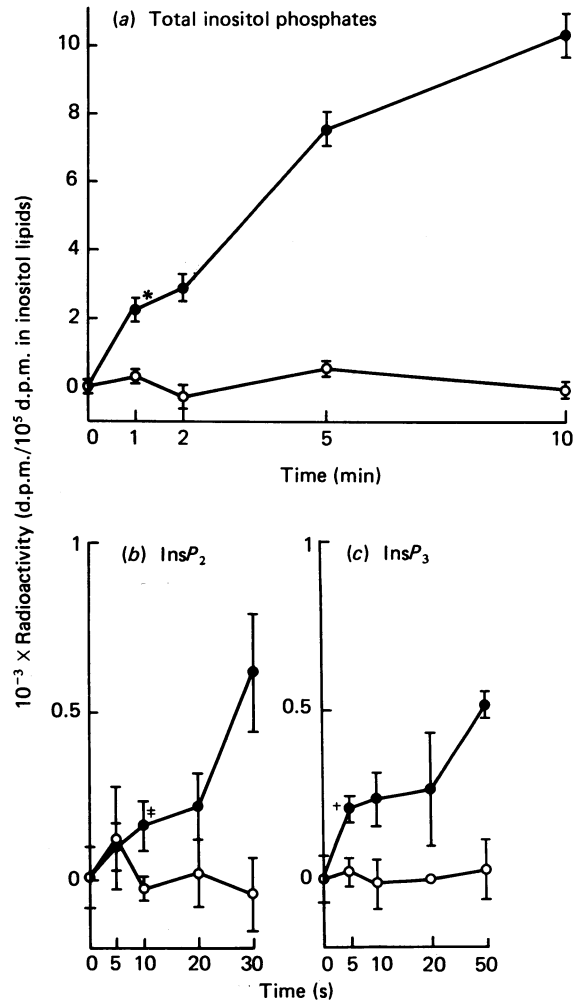 (a) Total inositol phosphates
10
8
6
4
2
0
*
0 1 2 5 10
Time (min)
10⁻³ × Radioactivity (d.p.m./10⁵ d.p.m. in inositol lipids)
1
(b) InsP₂
0.5
0
‡
0 5 10 20 30
1
(c) InsP₃
0.5
0
+
0 5 10 20 50
Time (s)